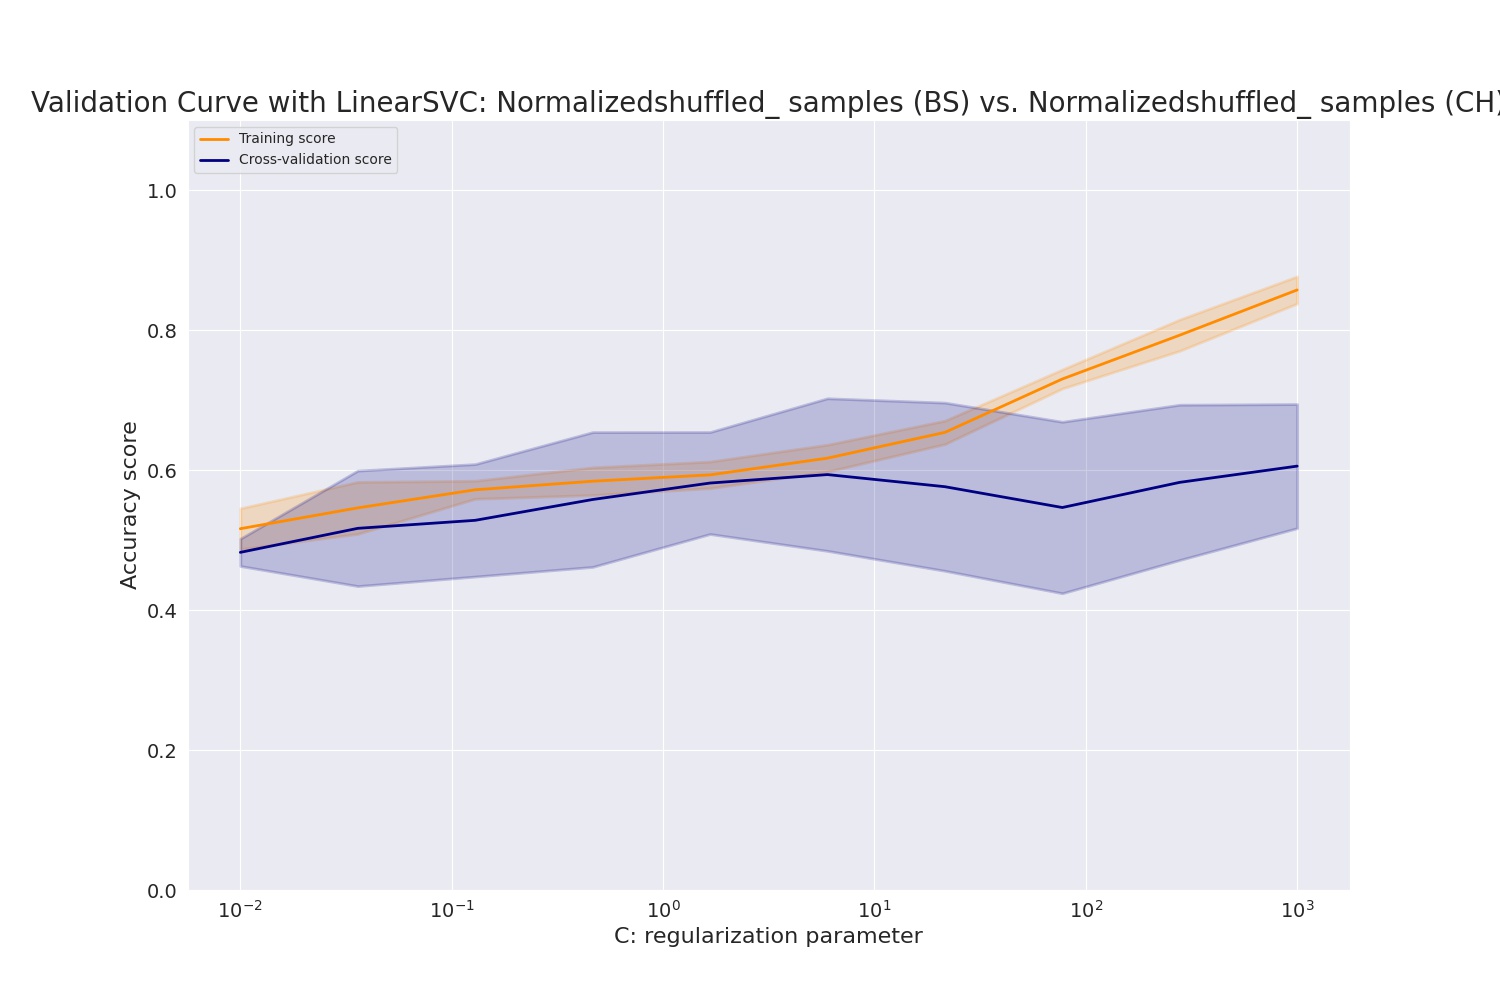 Validation Curve with LinearSVC: Normalizedshuffled_ samples (BS) vs. Normalizedshuffled_ samples (CH)
Training score
Cross-validation score
1.0
0.8
0.6
0.4
0.2
0.0
Accuracy score
10⁻² 10⁻¹ 10⁰ 10¹ 10² 10³
C: regularization parameter